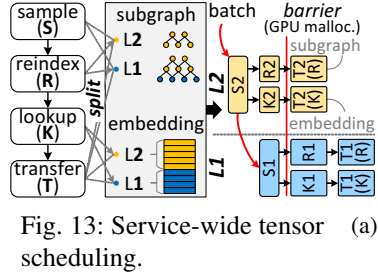 sample
(S)
reindex
(R)
lookup
(K)
transfer
(T)
split
subgraph
L2
L1
embedding
L2
L1
batch
barrier
(GPU malloc.)
subgraph
L2
S2
R2
T2
(R)
K2
T2
(K)
embedding
L1
S1
R1
T1
(R)
K1
T1
(K)
Fig. 13: Service-wide tensor
scheduling.
(a)